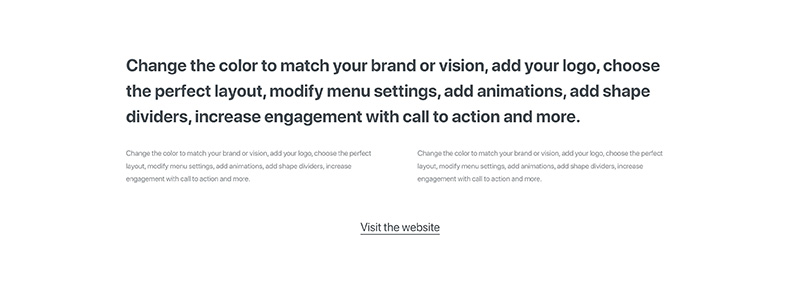 Change the color to match your brand or vision, add your logo, choose
the perfect layout, modify menu settings, add animations, add shape
dividers, increase engagement with call to action and more.
Change the color to match your brand or vision, add your logo, choose the perfect
layout, modify menu settings, add animations, add shape dividers, increase
engagement with call to action and more.
Change the color to match your brand or vision, add your logo, choose the perfect
layout, modify menu settings, add animations, add shape dividers, increase
engagement with call to action and more.
Visit the website